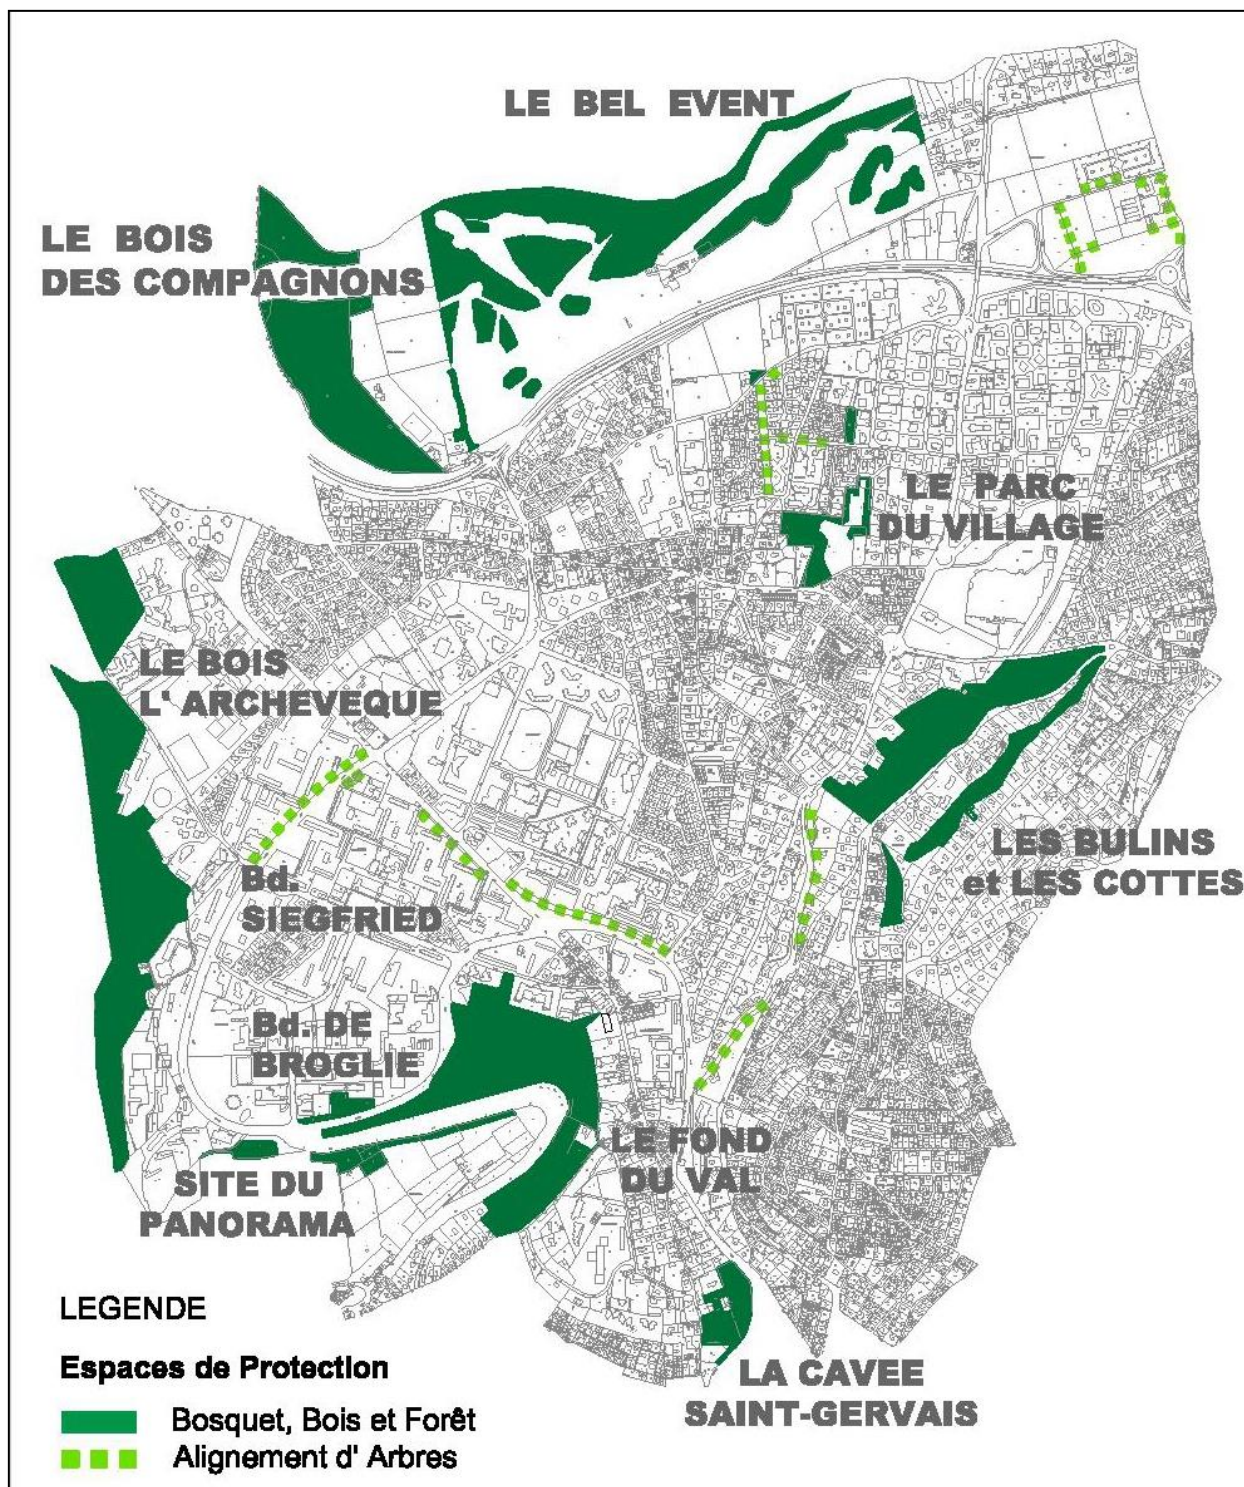 LE BEL EVENT
LE BOIS
DES COMPAGNONS
LE PARC
DU VILLAGE
LE BOIS
L' ARCHEVEQUE
LES BULINS
et LES COTTES
Bd.
SIEGFRIED
Bd. DE
BROGLIE
LE FOND
DU VAL
SITE DU
PANORAMA
LA CAVEE
SAINT-GERVAIS
LEGENDE
Espaces de Protection
Bosquet, Bois et Forêt
Alignement d' Arbres